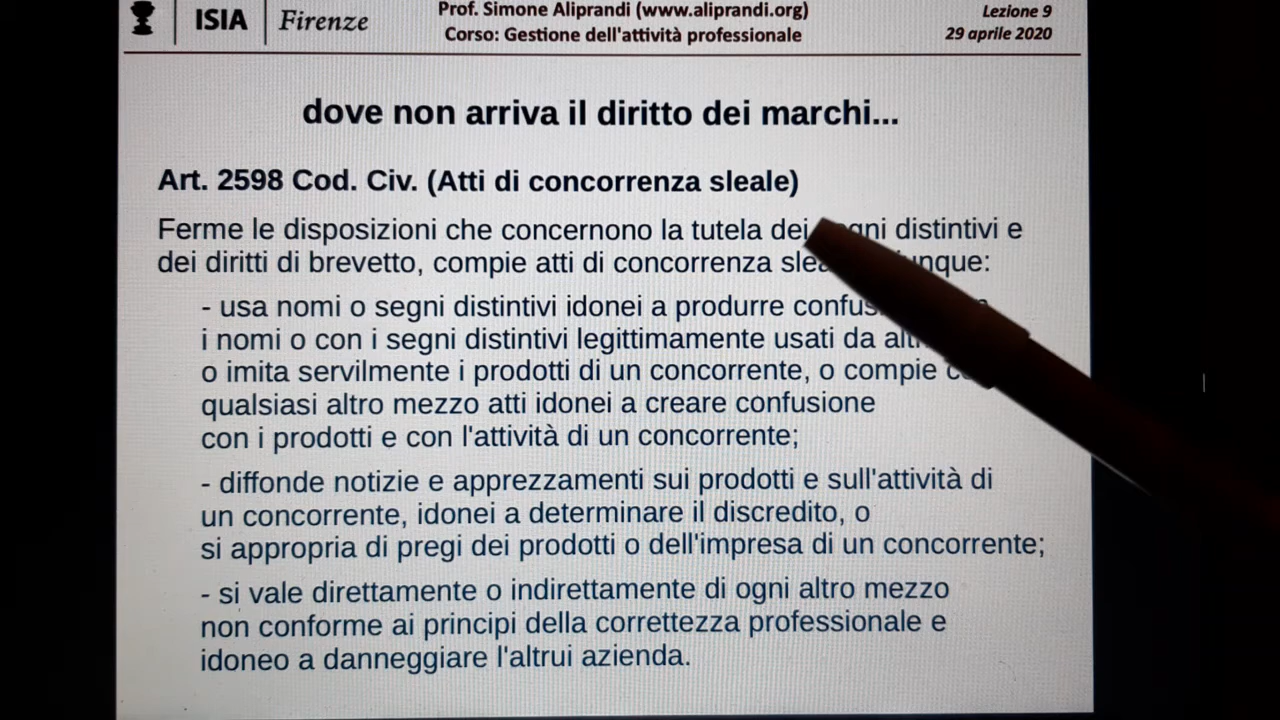 ISIA Firenze
Prof. Simone Aliprandi (www.aliprandi.org)
Corso: Gestione dell'attività professionale
Lezione 9
29 aprile 2020
dove non arriva il diritto dei marchi...
Art. 2598 Cod. Civ. (Atti di concorrenza sleale)
Ferme le disposizioni che concernono la tutela dei distintivi e
dei diritti di brevetto, compie atti di concorrenza
- usa nomi o segni distintivi idonei a produrre
i nomi o con i segni distintivi legittimamente usati da
o imita servilmente i prodotti di un concorrente, o compie
qualsiasi altro mezzo atti idonei a creare confusione
con i prodotti e con l'attività di un concorrente;
- diffonde notizie e apprezzamenti sui prodotti e sull'attività di
un concorrente, idonei a determinare il discredito, o
si appropria di pregi dei prodotti o dell'impresa di un concorrente;
- si vale direttamente o indirettamente di ogni altro mezzo
non conforme ai principi della correttezza professionale e
idoneo a danneggiare l'altrui azienda.